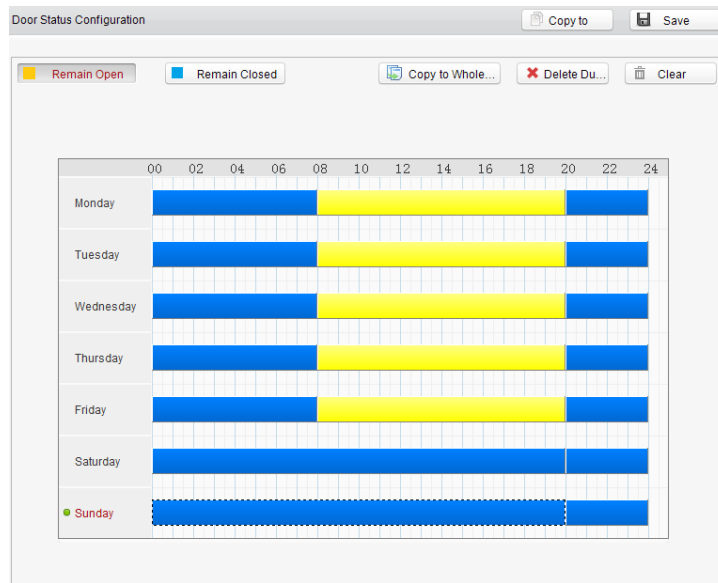 Door Status Configuration Copy to Save
Remain Open Remain Closed Copy to Whole... Delete Du... Clear
00 02 04 06 08 10 12 14 16 18 20 22 24
Monday
Tuesday
Wednesday
Thursday
Friday
Saturday
Sunday